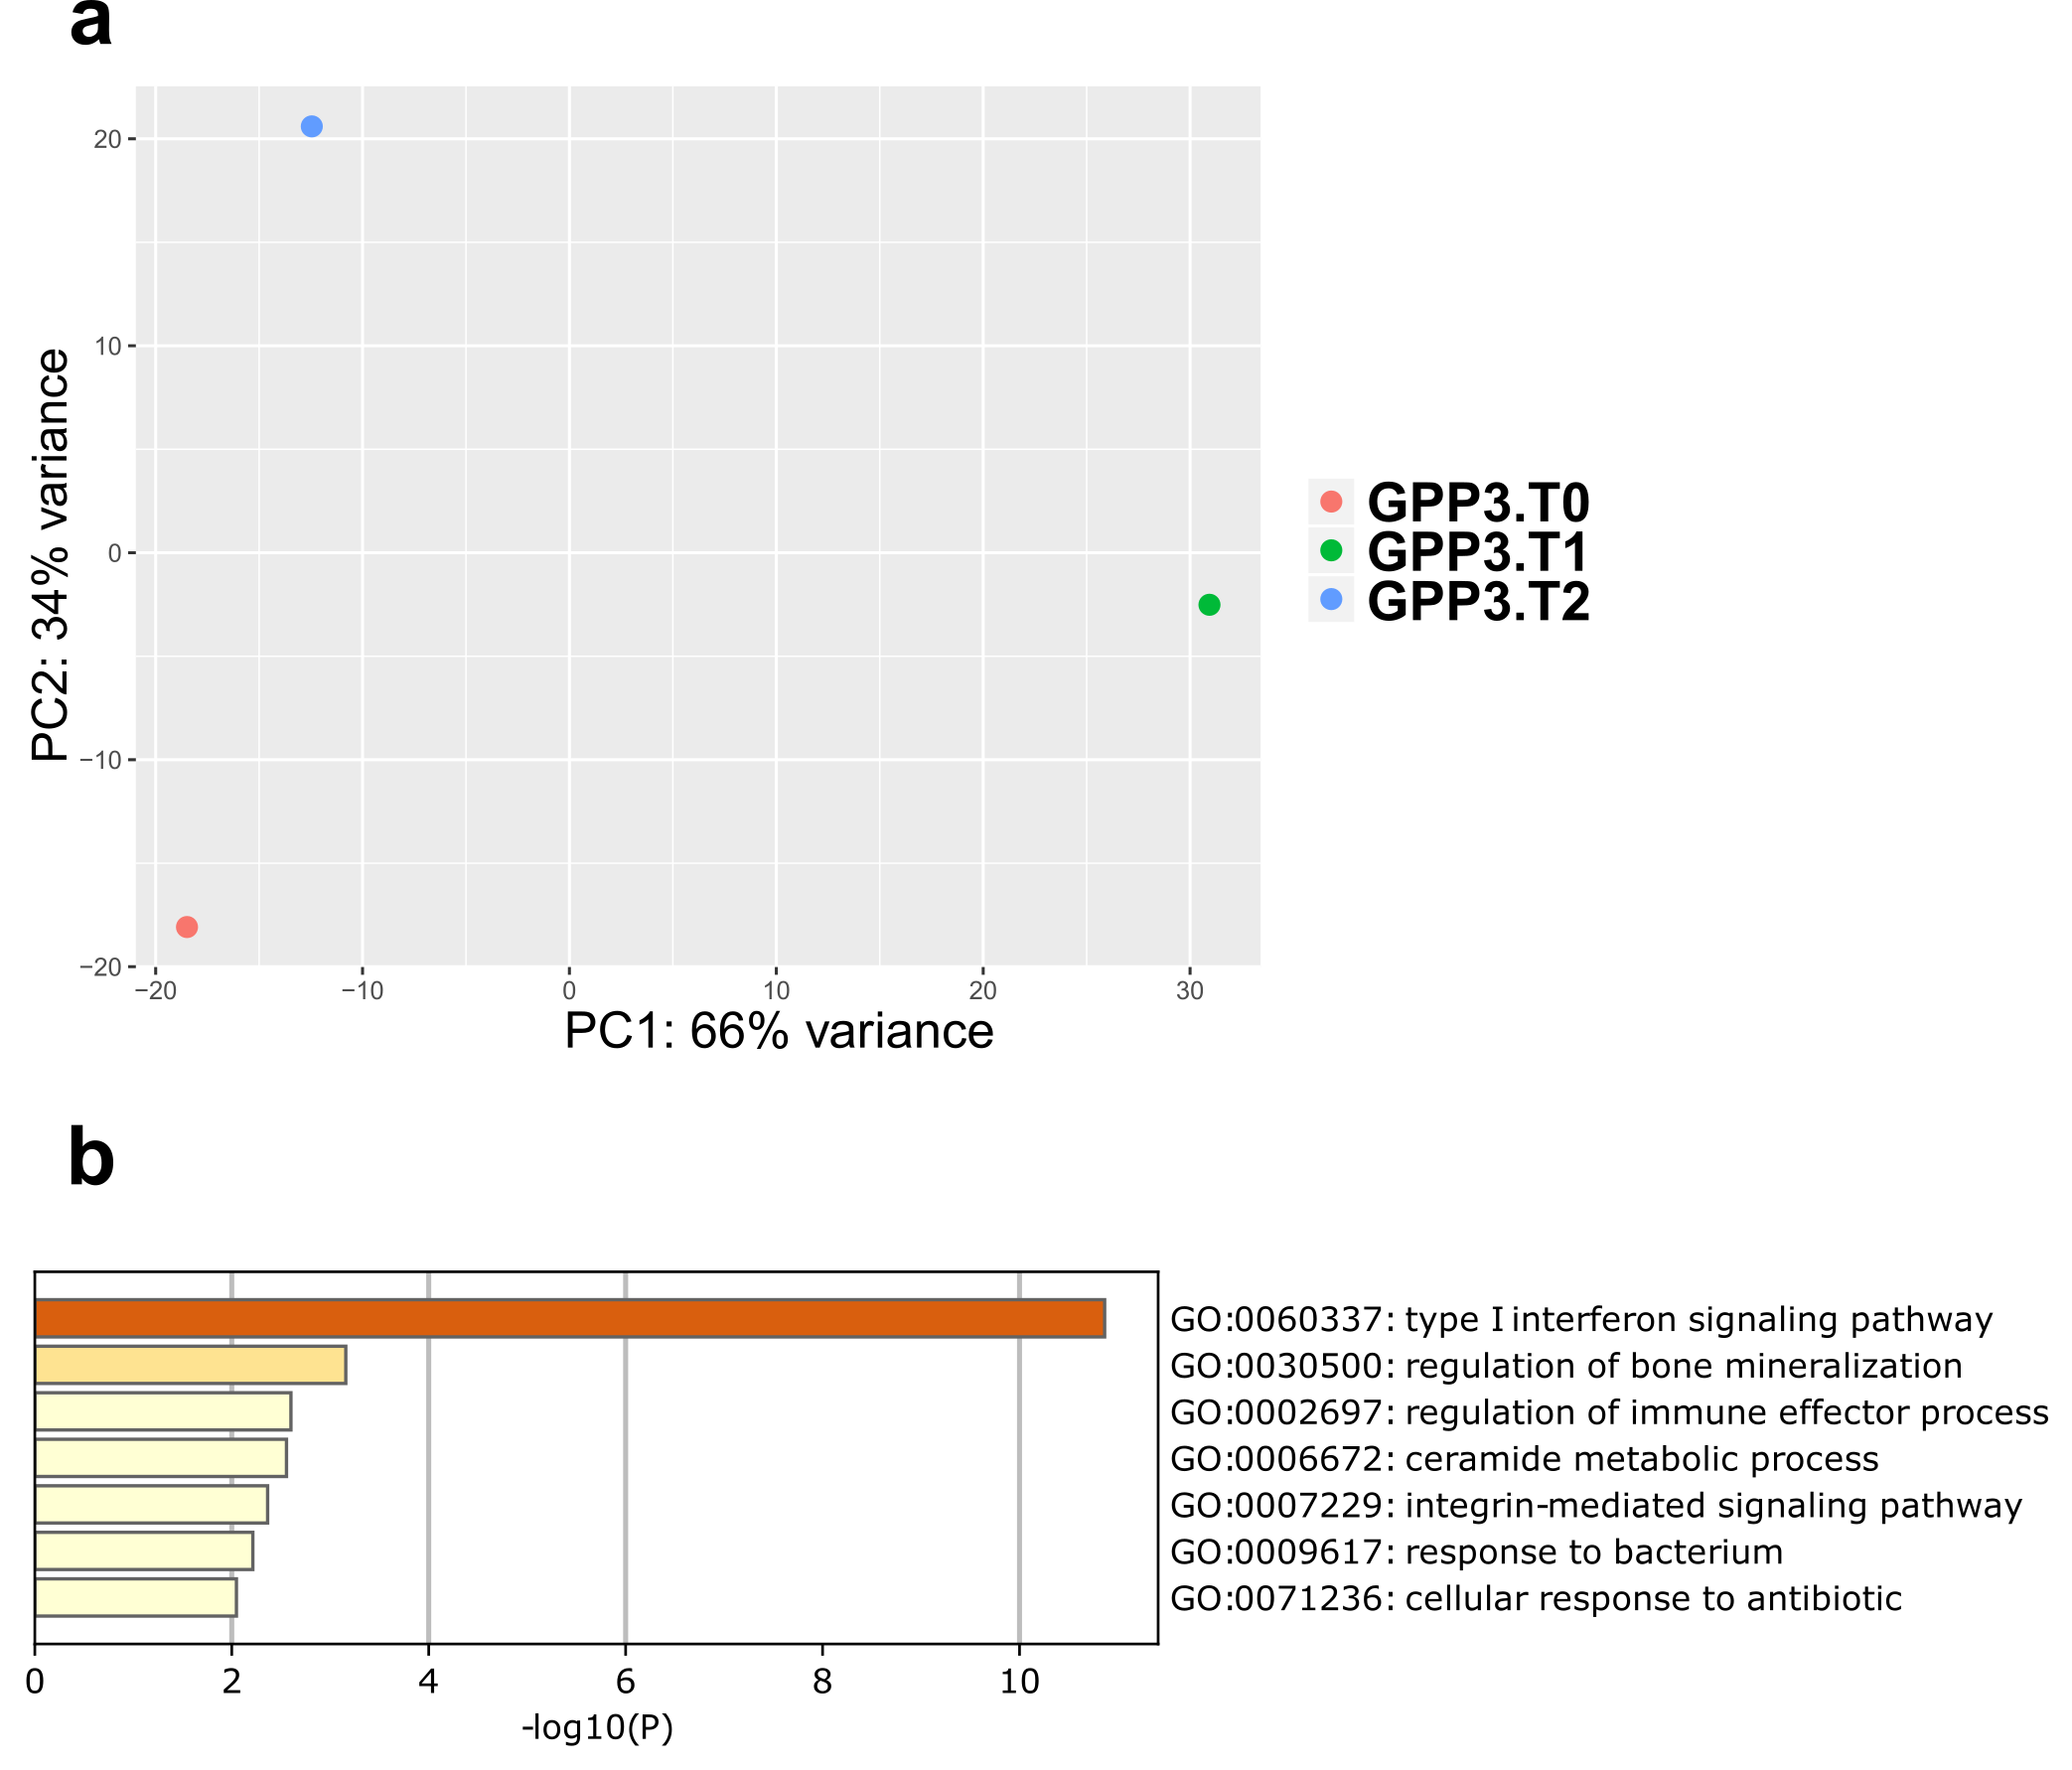 a
20
10
0
−10
−20
PC2: 34% variance
−20 −10 0 10 20 30
PC1: 66% variance
GPP3.T0
GPP3.T1
GPP3.T2
b
GO:0060337: type I interferon signaling pathway
GO:0030500: regulation of bone mineralization
GO:0002697: regulation of immune effector process
GO:0006672: ceramide metabolic process
GO:0007229: integrin-mediated signaling pathway
GO:0009617: response to bacterium
GO:0071236: cellular response to antibiotic
0 2 4 6 8 10
-log10(P)